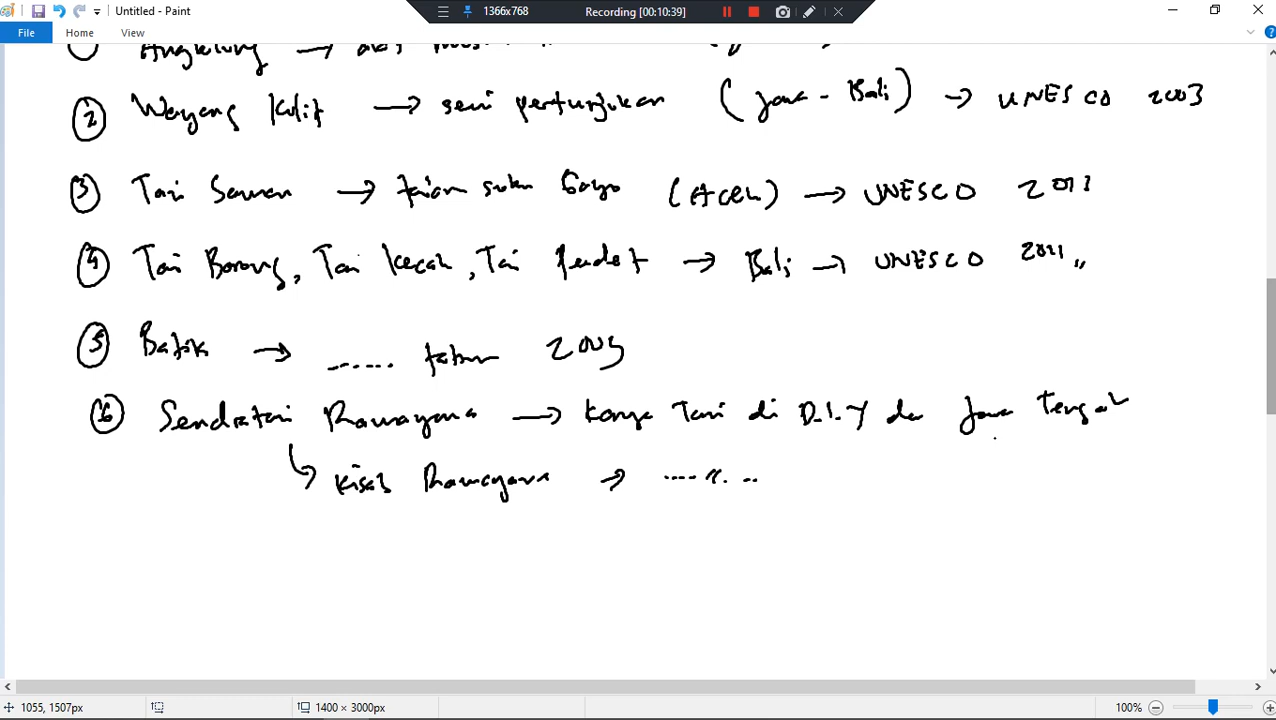 Untitled - Paint
1366x768
Recording [00:10:39]
File Home View
① Angklung →
② Wayang Kulit → seni pertunjukan (Jawa - Bali) → UNESCO 2003
③ Tari Saman → tarian suku Gayo (Aceh) → UNESCO 2011
④ Tari Barong, Tari Kecak, Tari Pendet → Bali → UNESCO 2011 "
⑤ Batik → ...... tahun 2009
⑥ Sendratari Ramayana → Karya Tari di D.I.Y dan Jawa Tengah
↳ Kisah Ramayana →
1055, 1507px
1400 × 3000px
100%